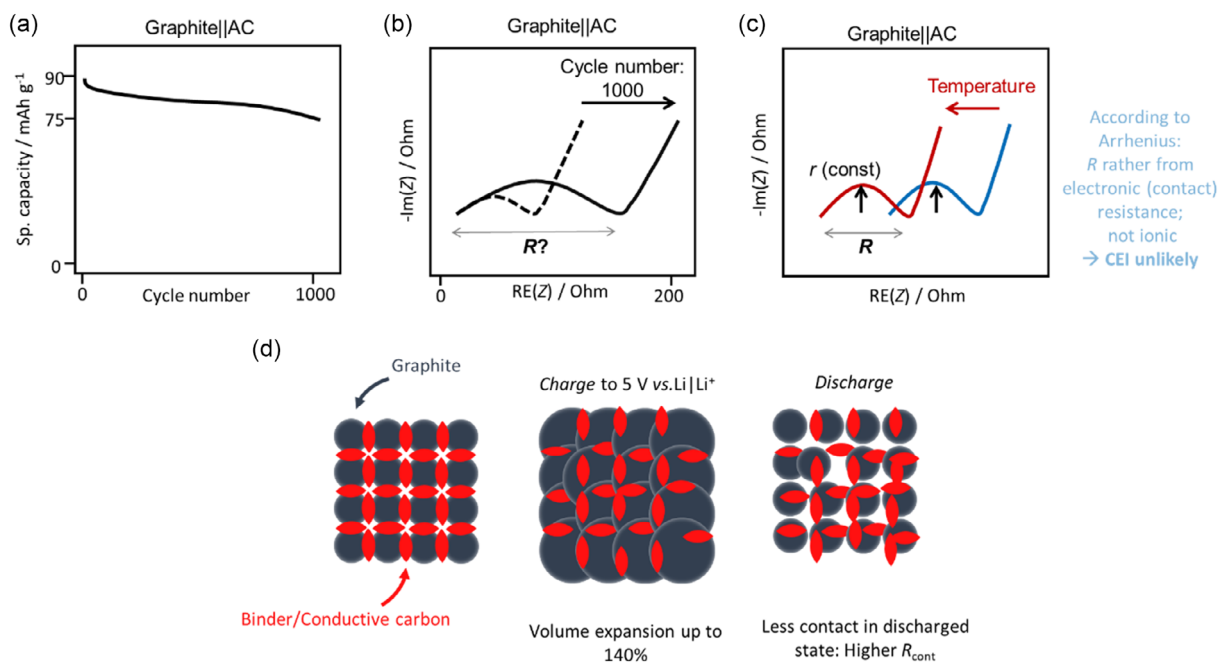 (a)
Graphite||AC
90
75
0
Sp. capacity / mAh g⁻¹
0
1000
Cycle number
(b)
Graphite||AC
Cycle number:
1000
-Im(Z) / Ohm
R?
0
200
RE(Z) / Ohm
(c)
Graphite||AC
Temperature
r (const)
-Im(Z) / Ohm
R
RE(Z) / Ohm
According to
Arrhenius:
R rather from
electronic (contact)
resistance;
not ionic
→ CEI unlikely
(d)
Graphite
Binder/Conductive carbon
Charge to 5 V vs.Li|Li⁺
Volume expansion up to
140%
Discharge
Less contact in discharged
state: Higher Rcont